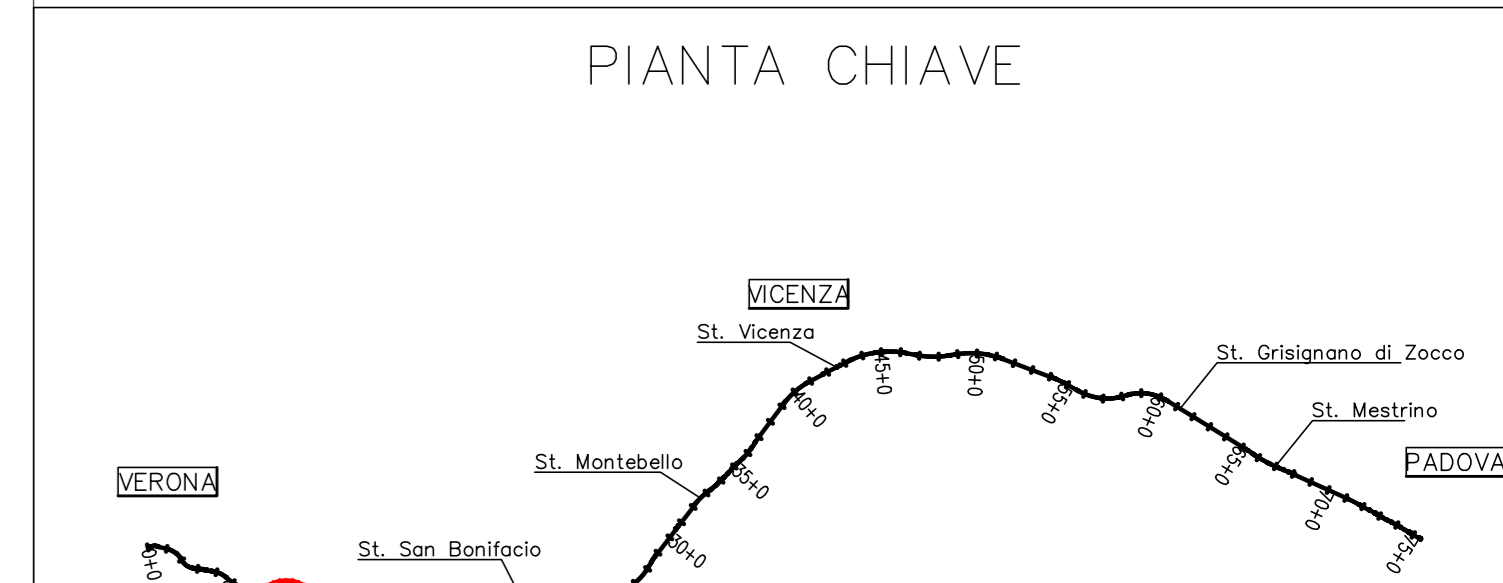 PIANTA CHIAVE
VICENZA
St. Vicenza
St. Grisignano di Zocco
45+0
50+0
55+0
60+0
40+0
St. Mestrino
St. Montebello
PADOVA
35+0
65+0
VERONA
70+0
30+0
St. San Bonifacio
75+0
0+0